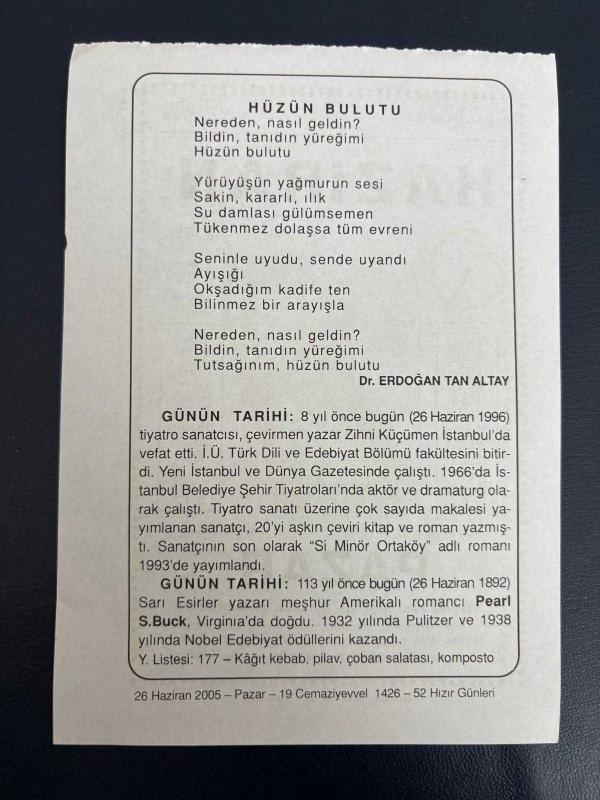 HÜZÜN BULUTU
Nereden, nasıl geldin?
Bildin, tanıdın yüreğimi
Hüzün bulutu
Yürüyüşün yağmurun sesi
Sakin, kararlı, ılık
Su damlası gülümsemen
Tükenmez dolaşsa tüm evreni
Seninle uyudu, sende uyandı
Ayışığı
Okşadığım kadife ten
Bilinmez bir arayışla
Nereden, nasıl geldin?
Bildin, tanıdın yüreğimi
Tutsağınım, hüzün bulutu
Dr. ERDOĞAN TAN ALTAY
GÜNÜN TARİHİ: 8 yıl önce bugün (26 Haziran 1996)
tiyatro sanatcısı, çevirmen yazar Zihni Küçümen İstanbul'da
vefat etti. İ.Ü. Türk Dili ve Edebiyat Bölümü fakültesini bitir-
di. Yeni İstanbul ve Dünya Gazetesinde çalıştı. 1966'da İs-
tanbul Belediye Şehir Tiyatroları'nda aktör ve dramaturg ola-
rak çalıştı. Tiyatro sanatı üzerine çok sayıda makalesi ya-
yımlanan sanatçı, 20'yi aşkın çeviri kitap ve roman yazmış-
tı. Sanatçının son olarak "Si Minör Ortaköy" adlı romanı
1993'de yayımlandı.
GÜNÜN TARİHİ: 113 yıl önce bugün (26 Haziran 1892)
Sarı Esirler yazarı meşhur Amerikalı romancı Pearl
S.Buck, Virginia'da doğdu. 1932 yılında Pulitzer ve 1938
yılında Nobel Edebiyat ödüllerini kazandı.
Y. Listesi: 177 – Kâğıt kebab, pilav, çoban salatası, komposto
26 Haziran 2005 – Pazar – 19 Cemaziyevvel 1426 – 52 Hızır Günleri